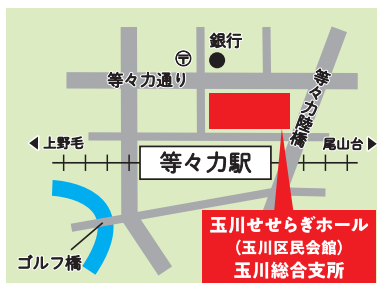 銀行
〒
等々力通り
等々力陸橋
上野毛
尾山台
等々力駅
玉川せせらぎホール
(玉川区民会館)
玉川総合支所
ゴルフ橋